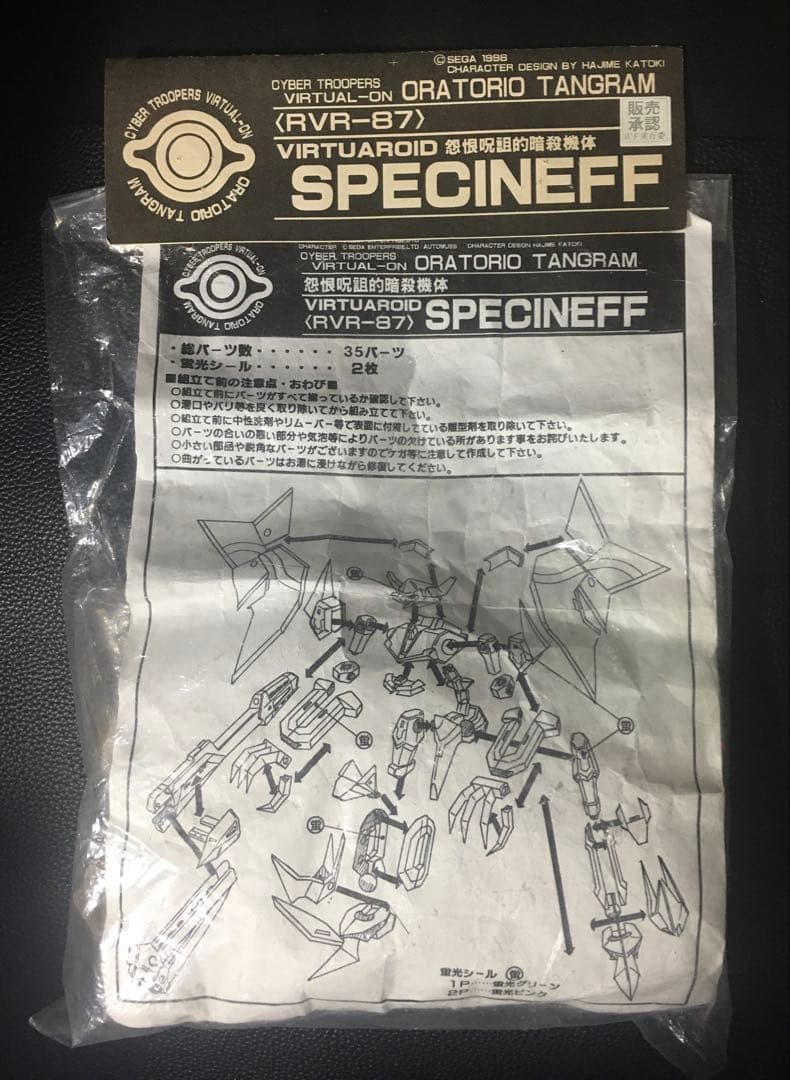 ©SEGA 1998
CHARACTER DESIGN BY HAJIME KATOKI
CYBER TROOPERS
VIRTUAL-ON ORATORIO TANGRAM
〈RVR-87〉
販売
承認
WF実行委
VIRTUAROID 怨恨呪詛的暗殺機体
SPECINEFF
CYBER TROOPERS VIRTUAL-ON
ORATORIO TANGRAM
CHARACTER ©SEGA ENTERPRISE.LTD/AUTOMUSS CHARACTER DESIGN HAJIME KATOKI
CYBER TROOPERS
VIRTUAL-ON ORATORIO TANGRAM
怨恨呪詛的暗殺機体
VIRTUAROID
〈RVR-87〉 SPECINEFF
CYBER TROOPERS VIRTUAL-ON
ORATORIO TANGRAM
・総パーツ数・・・・・・ 35パーツ
・蛍光シール・・・・・・ 2枚
■組立て前の注意点・おわび■
○組立て前にパーツがすべて揃っているか確認して下さい。
○湯口やバリ等を良く取り除いてから組み立てて下さい。
○組立て前に中性洗剤やリムーバー等で表面に付着している離型剤を取り除いて下さい。
○パーツの合いの悪い部分や気泡等によりパーツの欠けている所があります事をお詫びいたします。
○小さい部品や鋭角なパーツがございますのでケガ等に注意して作成して下さい。
○曲がっているパーツはお湯に浸けながら修復してください。
蛍
蛍
蛍
蛍
蛍光シール 蛍
1P・・・・・蛍光グリーン
2P・・・・・蛍光ピンク